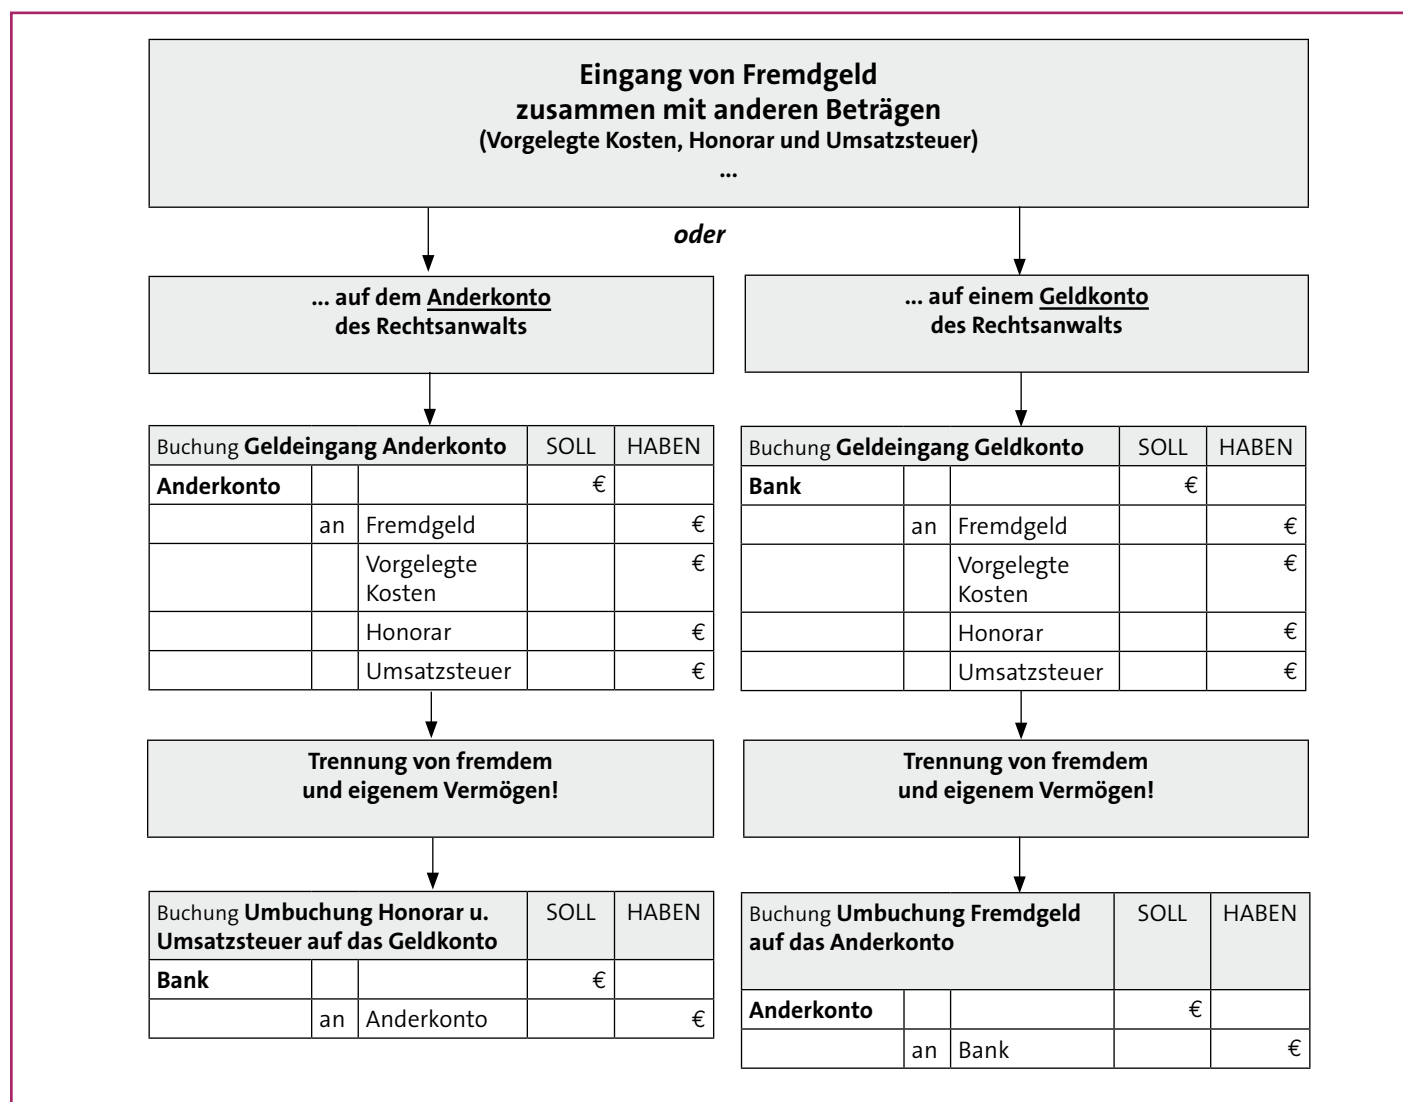 Eingang von Fremdgeld
zusammen mit anderen Beträgen
(Vorgelegte Kosten, Honorar und Umsatzsteuer)
...
oder
... auf dem Anderkonto
des Rechtsanwalts
... auf einem Geldkonto
des Rechtsanwalts
Buchung Geldeingang Anderkonto SOLL HABEN
Anderkonto €
an Fremdgeld €
Vorgelegte €
Kosten
Honorar €
Umsatzsteuer €
Buchung Geldeingang Geldkonto SOLL HABEN
Bank €
an Fremdgeld €
Vorgelegte €
Kosten
Honorar €
Umsatzsteuer €
Trennung von fremdem
und eigenem Vermögen!
Trennung von fremdem
und eigenem Vermögen!
Buchung Umbuchung Honorar u. SOLL HABEN
Umsatzsteuer auf das Geldkonto
Bank €
an Anderkonto €
Buchung Umbuchung Fremdgeld SOLL HABEN
auf das Anderkonto
Anderkonto €
an Bank €